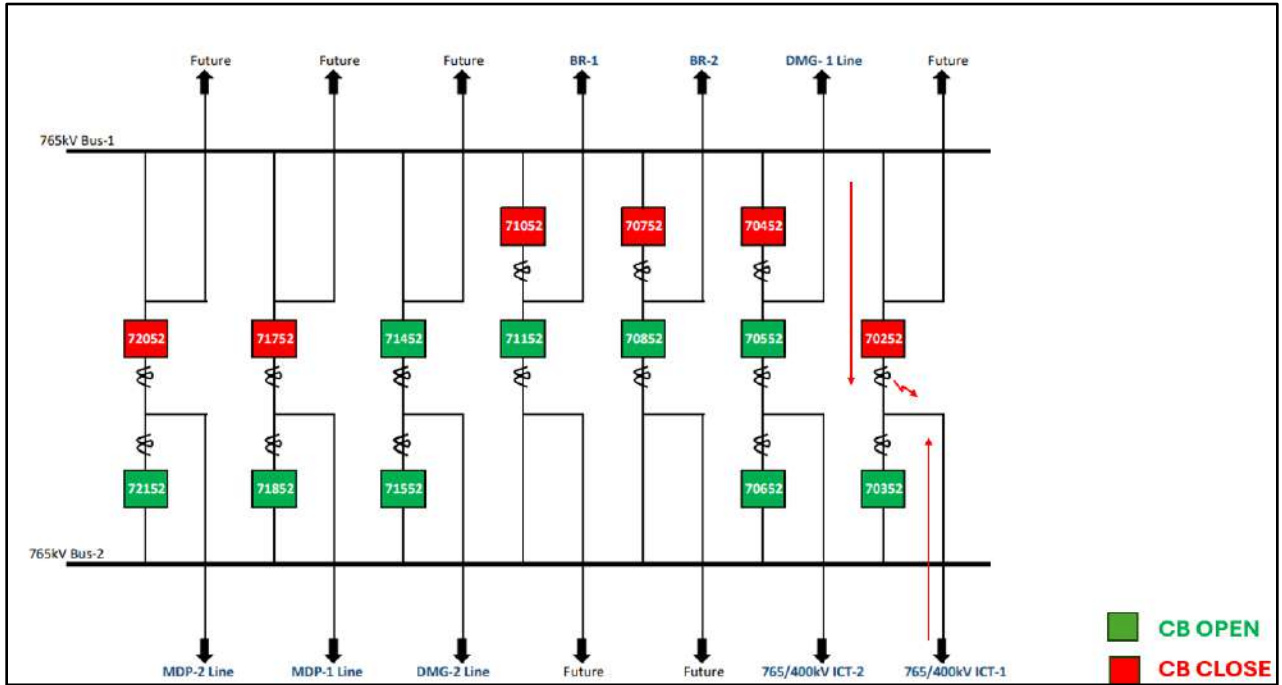 Future Future Future BR-1 BR-2 DMG- 1 Line Future
765kV Bus-1
71052 70752 70452
72052 71752 71452 71152 70852 70552 70252
72152 71852 71552 70652 70352
765kV Bus-2
CB OPEN
MDP-2 Line MDP-1 Line DMG-2 Line Future Future 765/400kV ICT-2 765/400kV ICT-1
CB CLOSE